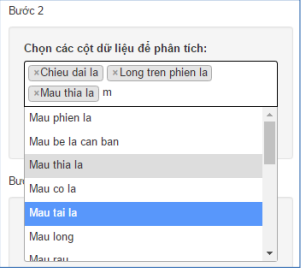 Bước 2
Chọn các cột dữ liệu để phân tích:
×Chieu dai la ×Long tren phien la
×Mau thia la m
Mau phien la
Mau be la can ban
Mau thia la
Mau co la
Mau tai la
Mau long
Mau rau